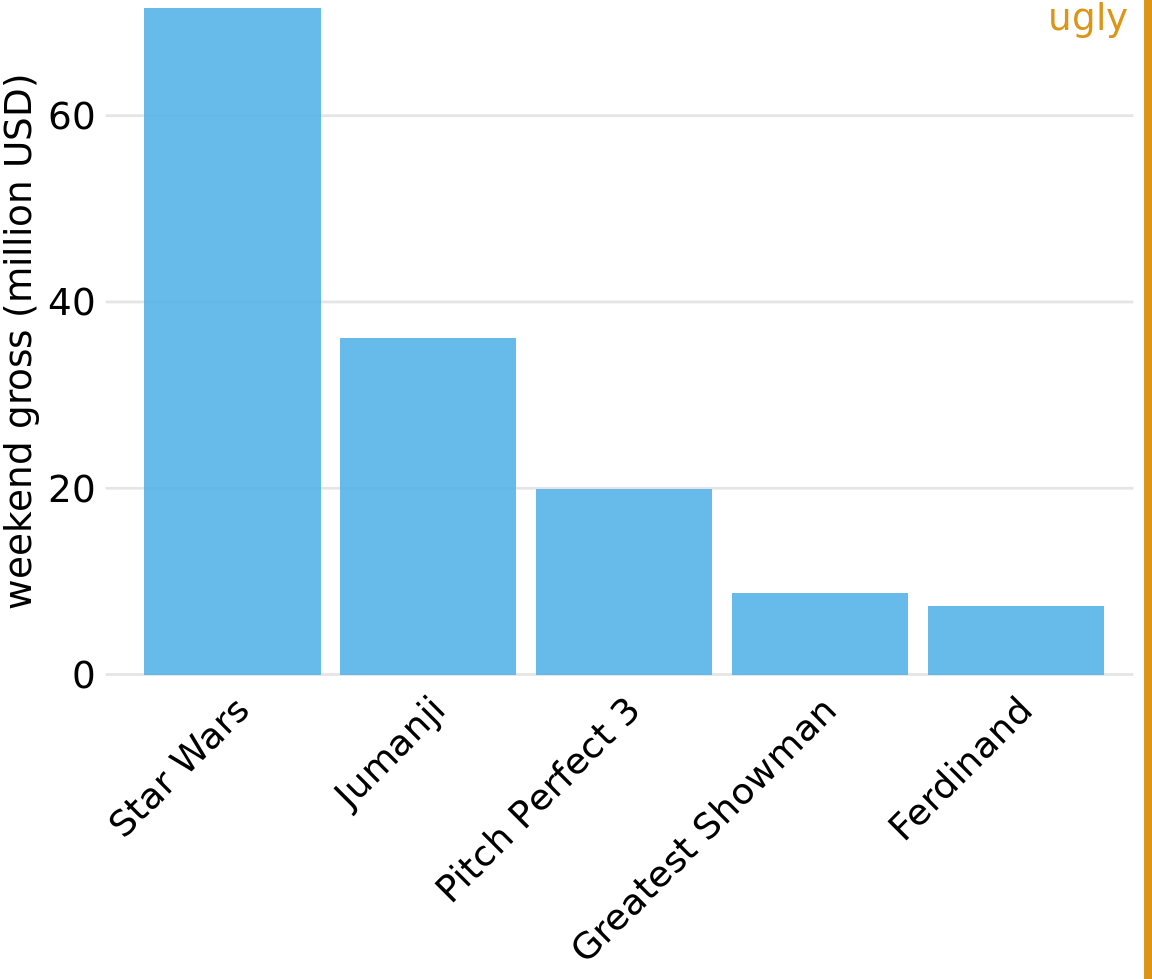 ugly
weekend gross (million USD)
60
40
20
0
Star Wars
Jumanji
Pitch Perfect 3
Greatest Showman
Ferdinand